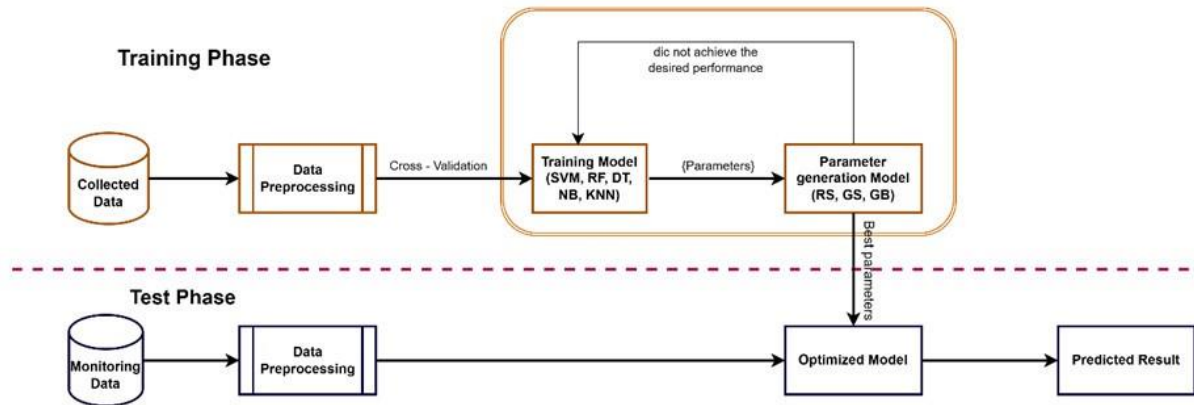 Training Phase
dic not achieve the
desired performance
Collected
Data
Data
Preprocessing
Cross - Validation
Training Model
(SVM, RF, DT,
NB, KNN)
{Parameters}
Parameter
generation Model
(RS, GS, GB)
Best parameters
Test Phase
Monitoring
Data
Data
Preprocessing
Optimized Model
Predicted Result